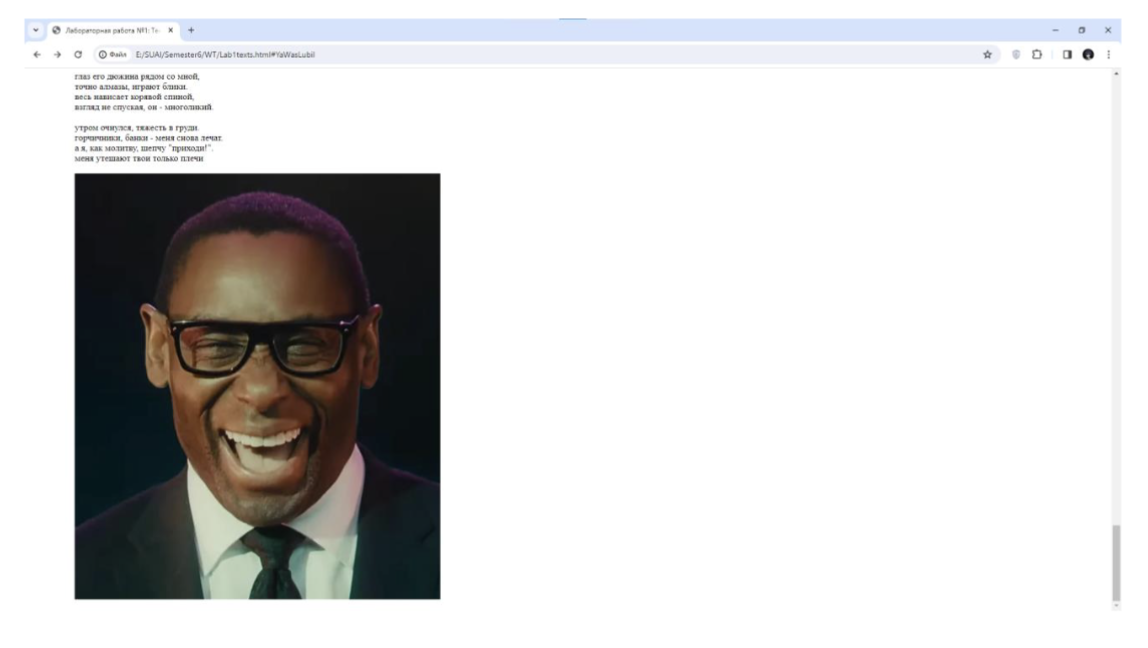 Лабораторная работа №1: Те
Файл E:/SUAI/Semester6/WT/Lab1texts.html#YaWasLubil
глаз его дюжина рядом со мной,
точно алмазы, играют блики.
весь нависает корявой спиной,
взгляд не спуская, он - многоликий.
утром очнулся, тяжесть в груди.
горчичники, банки - меня снова лечат.
а я, как молитву, шепчу "приходи!".
меня утешают твои только плечи